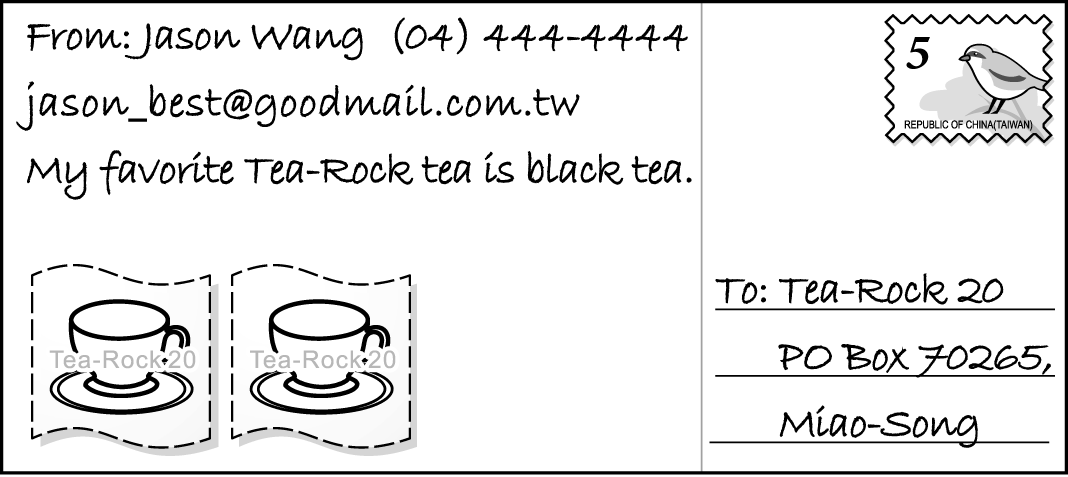 From: Jason Wang (04) 444-4444
jason_best@goodmail.com.tw
My favorite Tea-Rock tea is black tea.
Tea-Rock 20
Tea-Rock 20
5
REPUBLIC OF CHINA(TAIWAN)
To: Tea-Rock 20
PO Box 70265,
Miao-Song